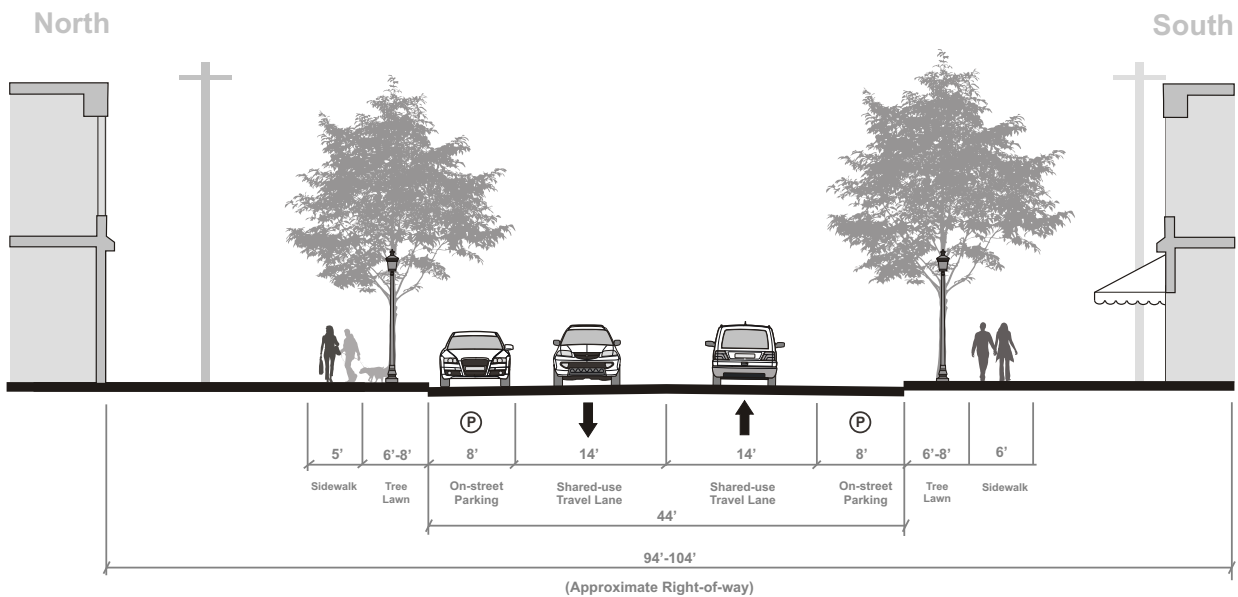 North
South
P
P
5’
6’-8’
8’
14’
14’
8’
6’-8’
6’
Sidewalk
Tree
Lawn
On-street
Parking
Shared-use
Travel Lane
Shared-use
Travel Lane
On-street
Parking
Tree
Lawn
Sidewalk
44’
94’-104’
(Approximate Right-of-way)